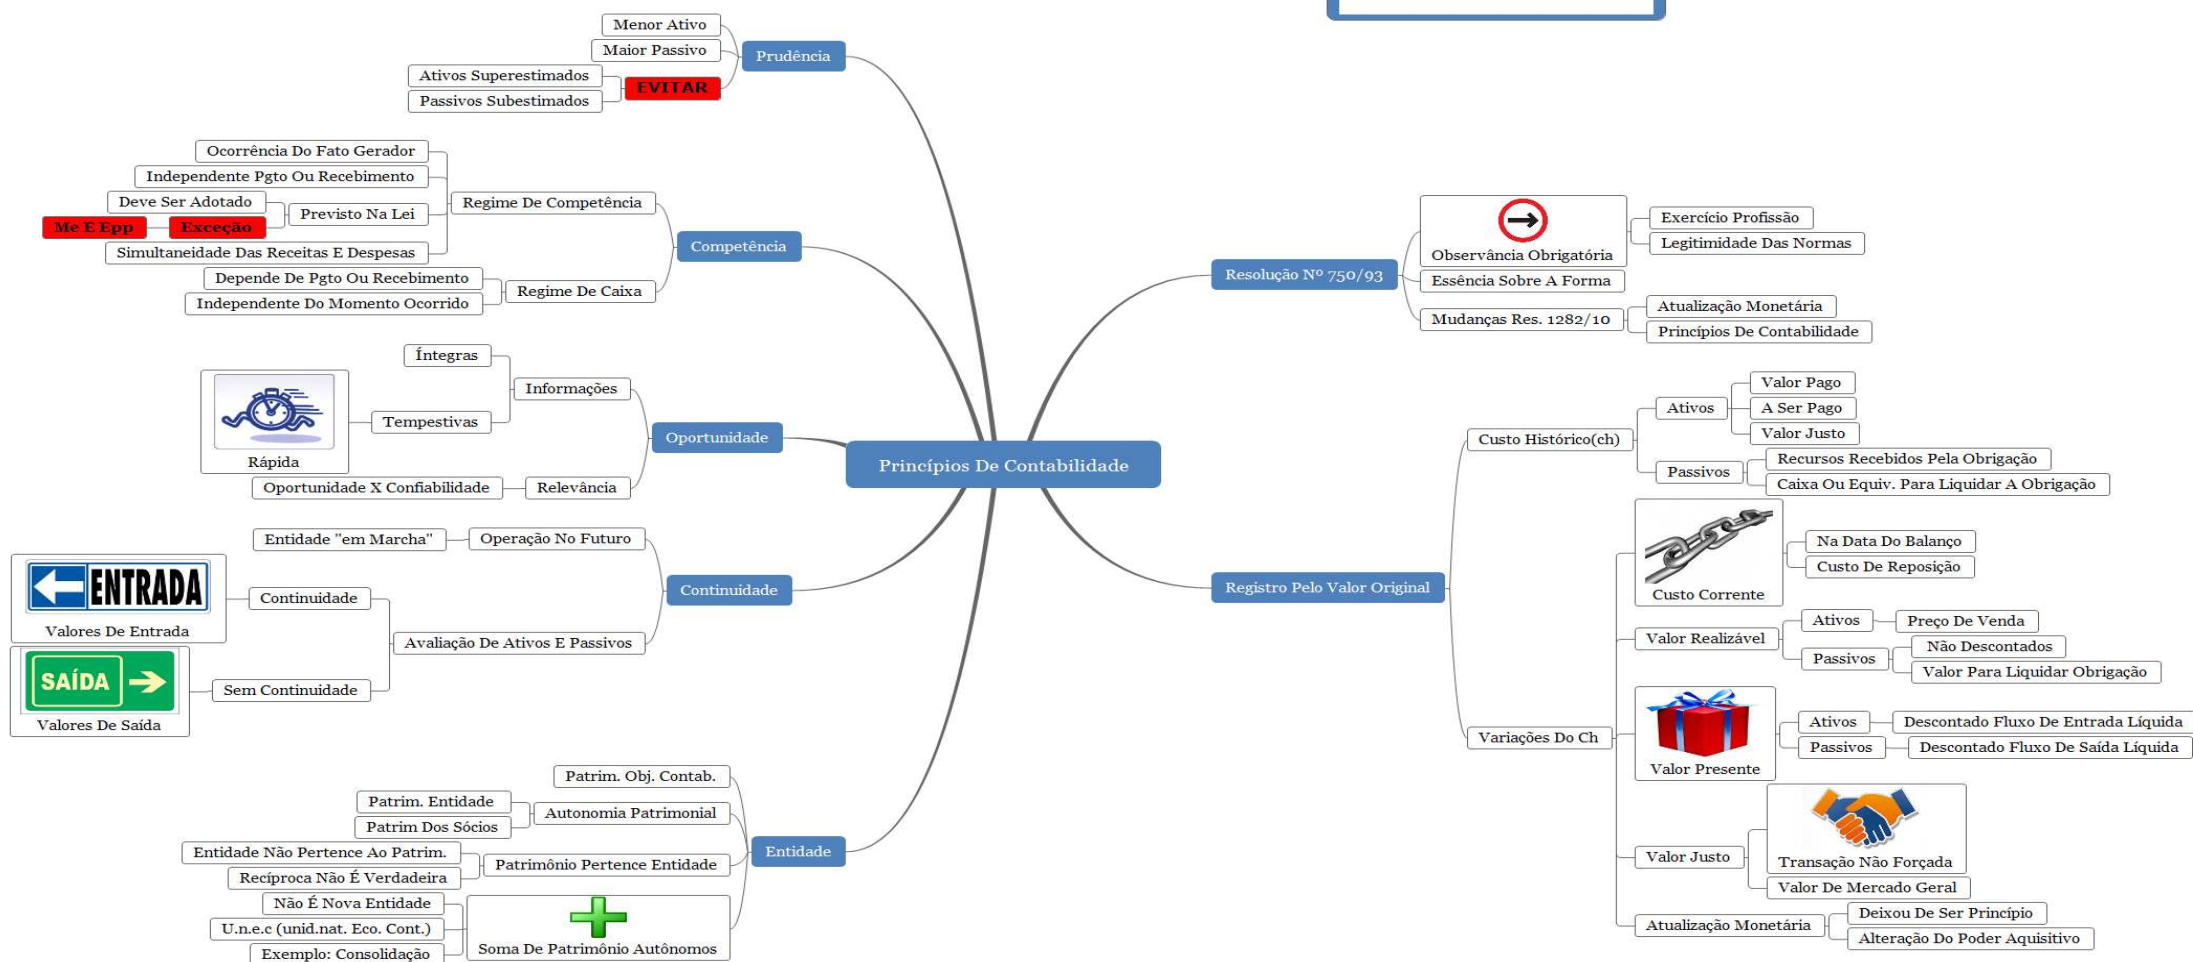 Princípios De Contabilidade
Prudência
Menor Ativo
Maior Passivo
EVITAR
Ativos Superestimados
Passivos Subestimados
Competência
Regime De Competência
Ocorrência Do Fato Gerador
Independente Pgto Ou Recebimento
Previsto Na Lei
Deve Ser Adotado
Exceção
Me E Epp
Simultaneidade Das Receitas E Despesas
Regime De Caixa
Depende De Pgto Ou Recebimento
Independente Do Momento Ocorrido
Oportunidade
Informações
Íntegras
Tempestivas
Rápida
Relevância
Oportunidade X Confiabilidade
Continuidade
Operação No Futuro
Entidade "em Marcha"
Avaliação De Ativos E Passivos
Continuidade
ENTRADA
Valores De Entrada
Sem Continuidade
SAÍDA
Valores De Saída
Entidade
Patrim. Obj. Contab.
Autonomia Patrimonial
Patrim. Entidade
Patrim Dos Sócios
Patrimônio Pertence Entidade
Entidade Não Pertence Ao Patrim.
Recíproca Não É Verdadeira
Soma De Patrimônio Autônomos
Não É Nova Entidade
U.n.e.c (unid.nat. Eco. Cont.)
Exemplo: Consolidação
Resolução Nº 750/93
Observância Obrigatória
Exercício Profissão
Legitimidade Das Normas
Essência Sobre A Forma
Mudanças Res. 1282/10
Atualização Monetária
Princípios De Contabilidade
Registro Pelo Valor Original
Custo Histórico(ch)
Ativos
Valor Pago
A Ser Pago
Valor Justo
Passivos
Recursos Recebidos Pela Obrigação
Caixa Ou Equiv. Para Liquidar A Obrigação
Variações Do Ch
Custo Corrente
Na Data Do Balanço
Custo De Reposição
Valor Realizável
Ativos
Preço De Venda
Passivos
Não Descontados
Valor Para Liquidar Obrigação
Valor Presente
Ativos
Descontado Fluxo De Entrada Líquida
Passivos
Descontado Fluxo De Saída Líquida
Valor Justo
Transação Não Forçada
Valor De Mercado Geral
Atualização Monetária
Deixou De Ser Princípio
Alteração Do Poder Aquisitivo